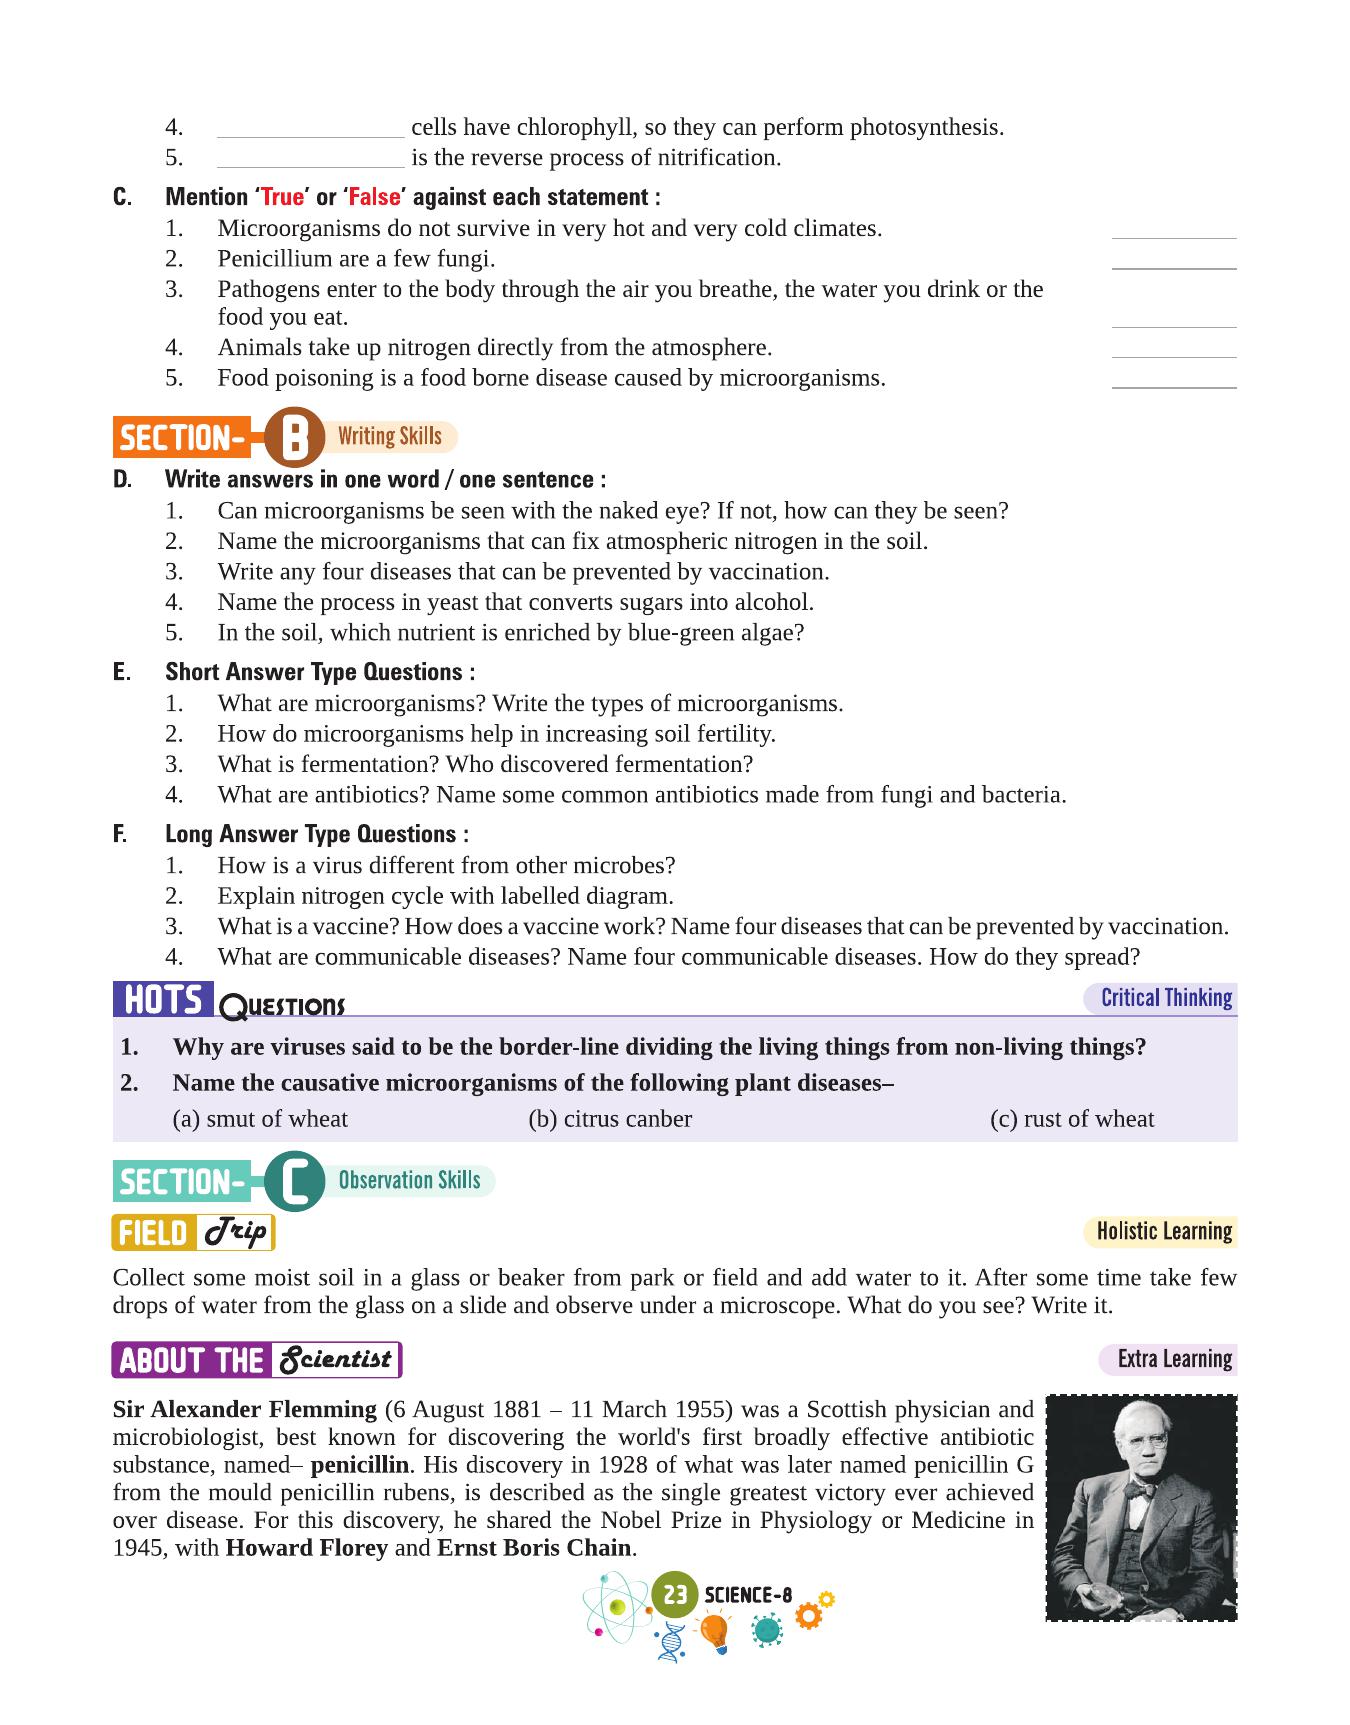 4. ______________ cells have chlorophyll, so they can perform photosynthesis.
5. ______________ is the reverse process of nitrification.
C. Mention ‘True’ or ‘False’ against each statement :
1. Microorganisms do not survive in very hot and very cold climates. __________
2. Penicillium are a few fungi. __________
3. Pathogens enter to the body through the air you breathe, the water you drink or the
food you eat. __________
4. Animals take up nitrogen directly from the atmosphere. __________
5. Food poisoning is a food borne disease caused by microorganisms. __________
SECTION- B Writing Skills
D. Write answers in one word / one sentence :
1. Can microorganisms be seen with the naked eye? If not, how can they be seen?
2. Name the microorganisms that can fix atmospheric nitrogen in the soil.
3. Write any four diseases that can be prevented by vaccination.
4. Name the process in yeast that converts sugars into alcohol.
5. In the soil, which nutrient is enriched by blue-green algae?
E. Short Answer Type Questions :
1. What are microorganisms? Write the types of microorganisms.
2. How do microorganisms help in increasing soil fertility.
3. What is fermentation? Who discovered fermentation?
4. What are antibiotics? Name some common antibiotics made from fungi and bacteria.
F. Long Answer Type Questions :
1. How is a virus different from other microbes?
2. Explain nitrogen cycle with labelled diagram.
3. What is a vaccine? How does a vaccine work? Name four diseases that can be prevented by vaccination.
4. What are communicable diseases? Name four communicable diseases. How do they spread?
HOTS Questions Critical Thinking
1. Why are viruses said to be the border-line dividing the living things from non-living things?
2. Name the causative microorganisms of the following plant diseases–
(a) smut of wheat (b) citrus canber (c) rust of wheat
SECTION- C Observation Skills
FIELD Trip Holistic Learning
Collect some moist soil in a glass or beaker from park or field and add water to it. After some time take few
drops of water from the glass on a slide and observe under a microscope. What do you see? Write it.
ABOUT THE Scientist Extra Learning
Sir Alexander Flemming (6 August 1881 – 11 March 1955) was a Scottish physician and
microbiologist, best known for discovering the world's first broadly effective antibiotic
substance, named– penicillin. His discovery in 1928 of what was later named penicillin G
from the mould penicillin rubens, is described as the single greatest victory ever achieved
over disease. For this discovery, he shared the Nobel Prize in Physiology or Medicine in
1945, with Howard Florey and Ernst Boris Chain.
23 SCIENCE-8